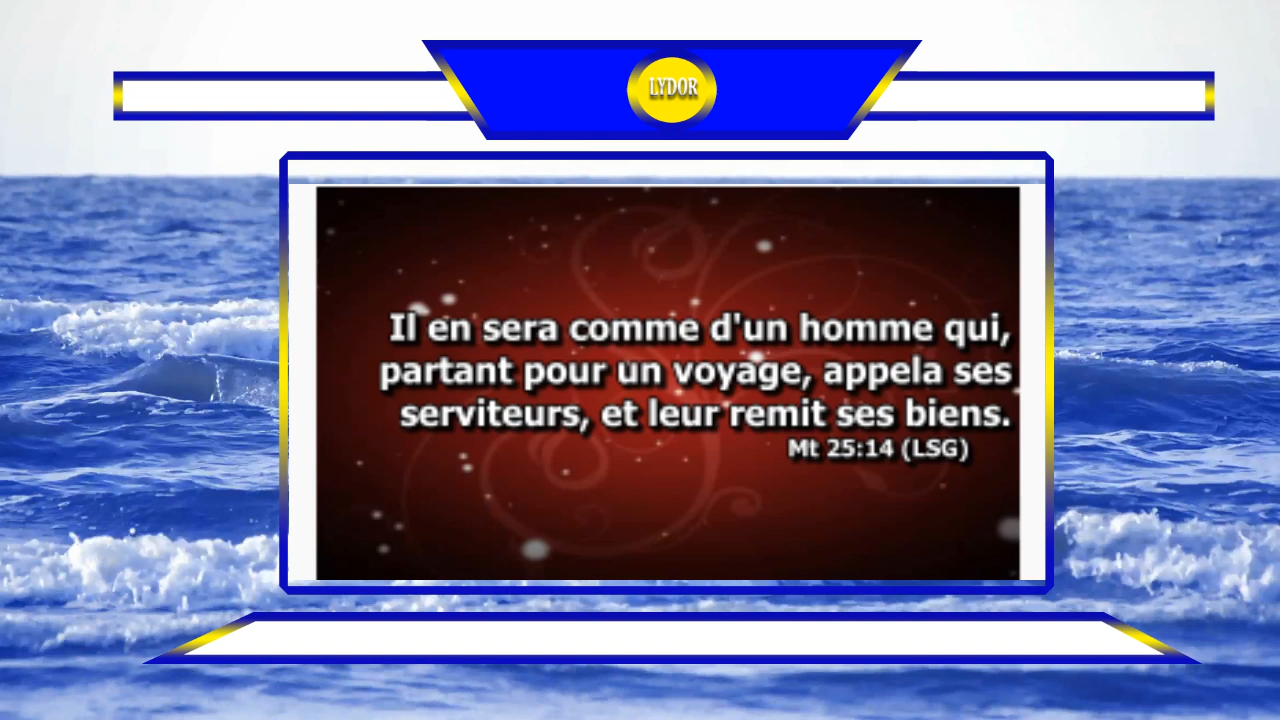 LYDOR
Il en sera comme d'un homme qui,
partant pour un voyage, appela ses
serviteurs, et leur remit ses biens.
Mt 25:14 (LSG)